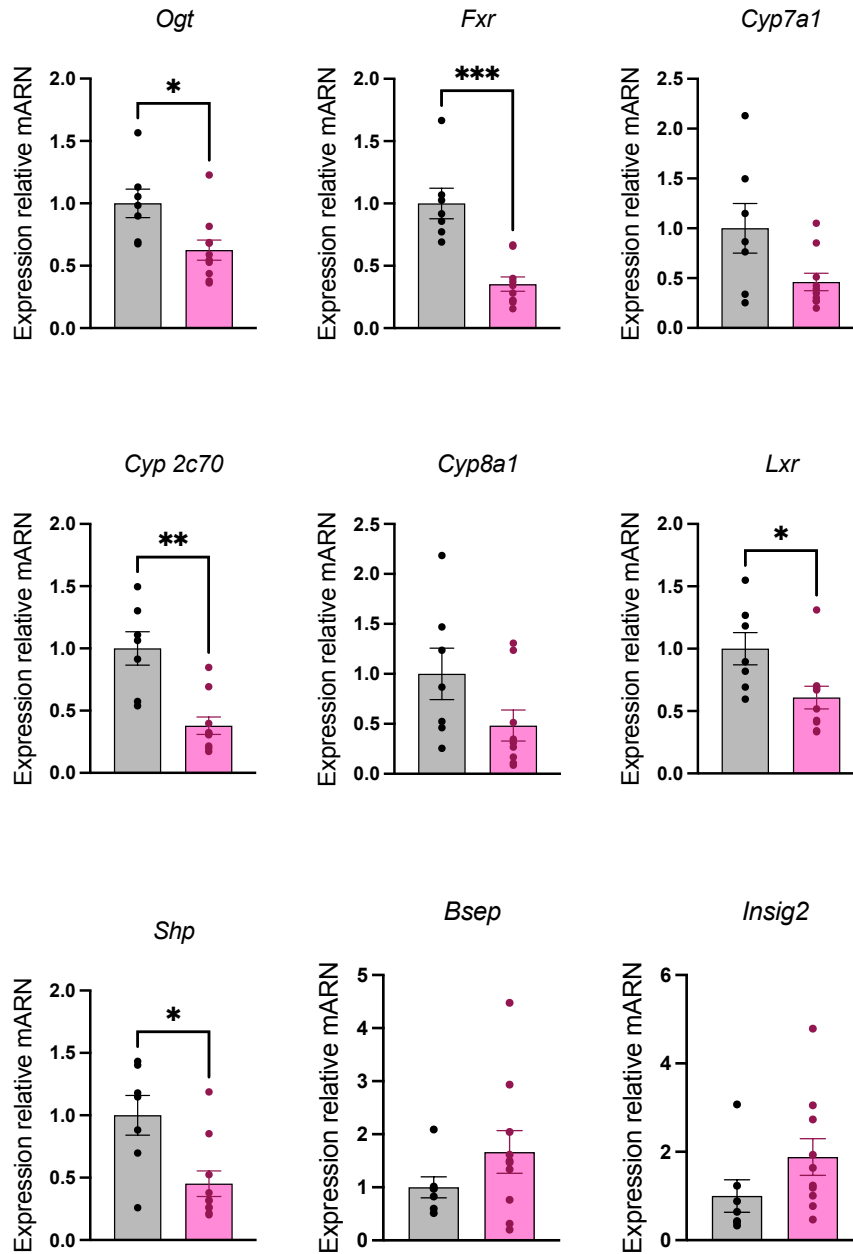 Ogt
Fxr
Cyp7a1
Expression relative mARN
2.0
1.5
1.0
0.5
0.0
*
Expression relative mARN
2.0
1.5
1.0
0.5
0.0
***
Expression relative mARN
2.5
2.0
1.5
1.0
0.5
0.0
Cyp 2c70
Cyp8a1
Lxr
Expression relative mARN
2.0
1.5
1.0
0.5
0.0
**
Expression relative mARN
2.5
2.0
1.5
1.0
0.5
0.0
Expression relative mARN
2.0
1.5
1.0
0.5
0.0
*
Shp
Bsep
Insig2
Expression relative mARN
2.0
1.5
1.0
0.5
0.0
*
Expression relative mARN
5
4
3
2
1
0
Expression relative mARN
6
4
2
0